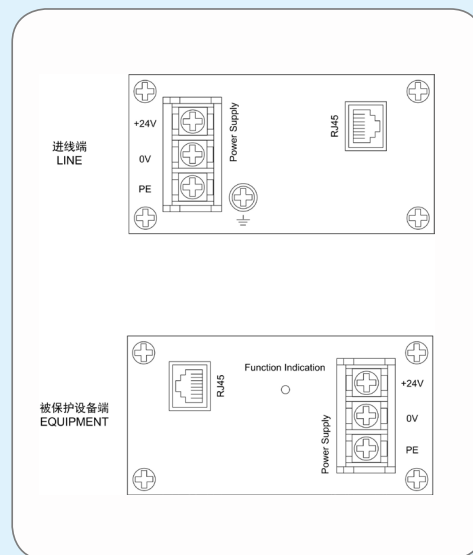 进线端
LINE
+24V
0V
PE
Power Supply
RJ45
被保护设备端
EQUIPMENT
RJ45
Function Indication
Power Supply
+24V
0V
PE